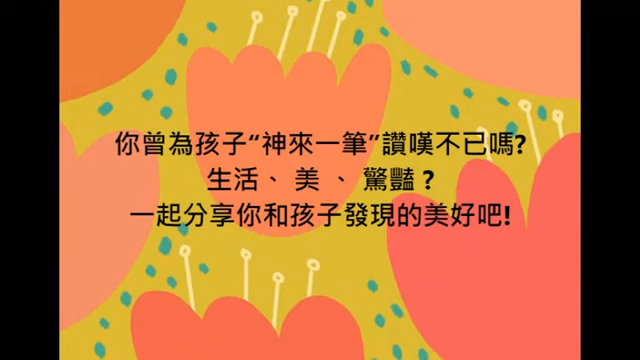 你曾為孩子“神來一筆”讚嘆不已嗎?
生活、 美 、 驚豔 ?
一起分享你和孩子發現的美好吧!